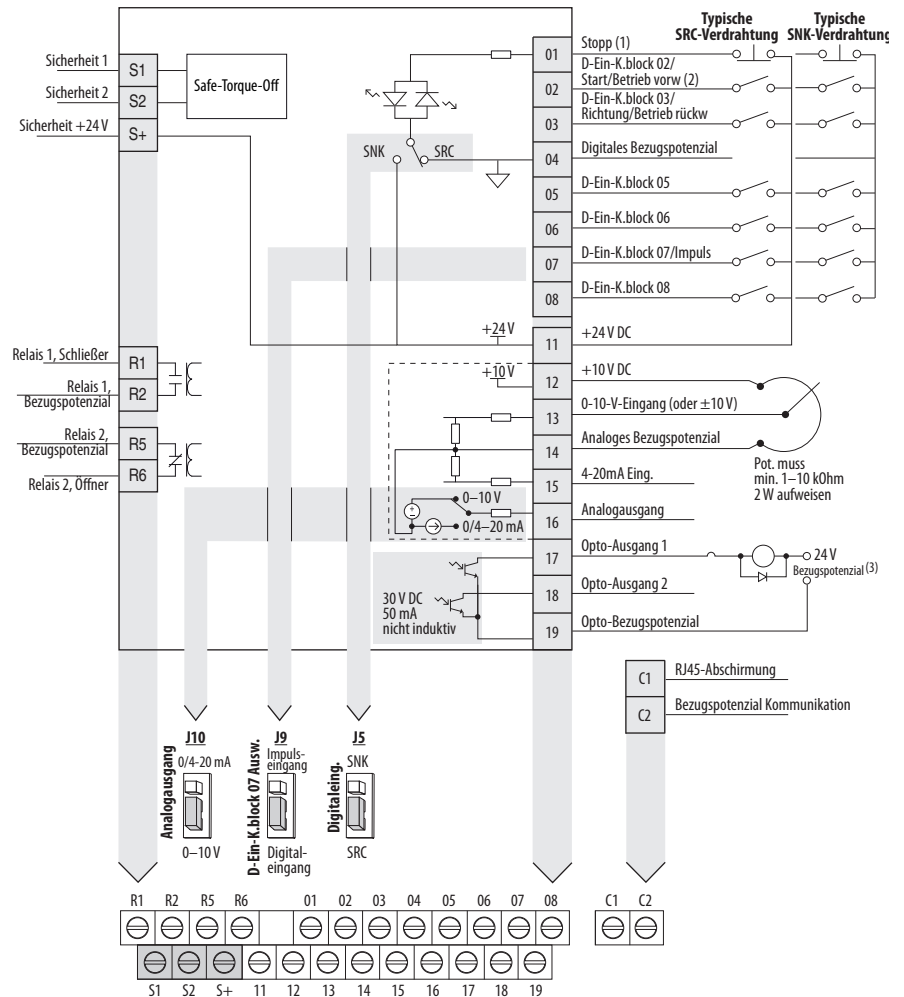 Typische
SRC-Verdrahtung
Typische
SNK-Verdrahtung
Sicherheit 1
S1
Sicherheit 2
S2
Sicherheit +24 V
S+
Safe-Torque-Off
SNK
SRC
01
Stopp (1)
02
D-Ein-K.block 02/
Start/Betrieb vorw (2)
03
D-Ein-K.block 03/
Richtung/Betrieb rückw
04
Digitales Bezugspotenzial
05
D-Ein-K.block 05
06
D-Ein-K.block 06
07
D-Ein-K.block 07/Impuls
08
D-Ein-K.block 08
+24 V
11
+24 V DC
+10 V
12
+10 V DC
13
0-10-V-Eingang (oder ±10 V)
14
Analoges Bezugspotenzial
15
4-20mA Eing.
16
Analogausgang
Pot. muss
min. 1–10 kOhm
2 W aufweisen
Relais 1, Schließer
R1
Relais 1,
Bezugspotenzial
R2
Relais 2,
Bezugspotenzial
R5
Relais 2, Öffner
R6
0–10 V
0/4–20 mA
17
Opto-Ausgang 1
18
Opto-Ausgang 2
19
Opto-Bezugspotenzial
24 V
Bezugspotenzial (3)
30 V DC
50 mA
nicht induktiv
C1
RJ45-Abschirmung
C2
Bezugspotenzial Kommunikation
J10
Analogausgang
0/4-20 mA
0–10 V
J9
D-Ein-K.block 07 Ausw.
Impuls-
eingang
Digital-
eingang
J5
Digitaleing.
SNK
SRC
R1 R2 R5 R6 01 02 03 04 05 06 07 08 C1 C2
S1 S2 S+ 11 12 13 14 15 16 17 18 19